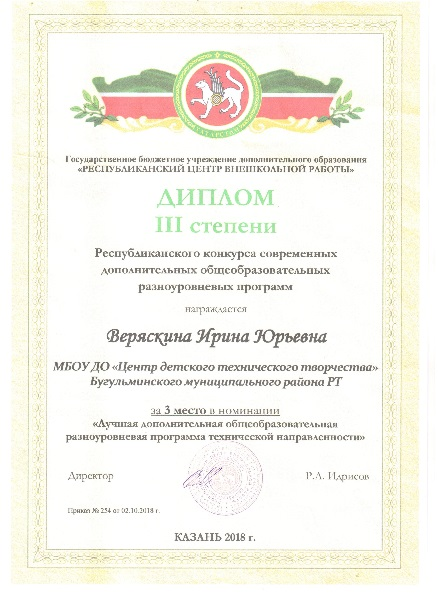 Государственное бюджетное учреждение дополнительного образования
«РЕСПУБЛИКАНСКИЙ ЦЕНТР ВНЕШКОЛЬНОЙ РАБОТЫ»
ДИПЛОМ
III степени
Республиканского конкурса современных
дополнительных общеобразовательных
разноуровневых программ
награждается
Веряскина Ирина Юрьевна
МБОУ ДО «Центр детского технического творчества»
Бугульминского муниципального района РТ
за 3 место в номинации
«Лучшая дополнительная общеобразовательная
разноуровневая программа технической направленности»
Директор
Р.А. Идрисов
Приказ № 254 от 02.10.2018 г.
КАЗАНЬ 2018 г.